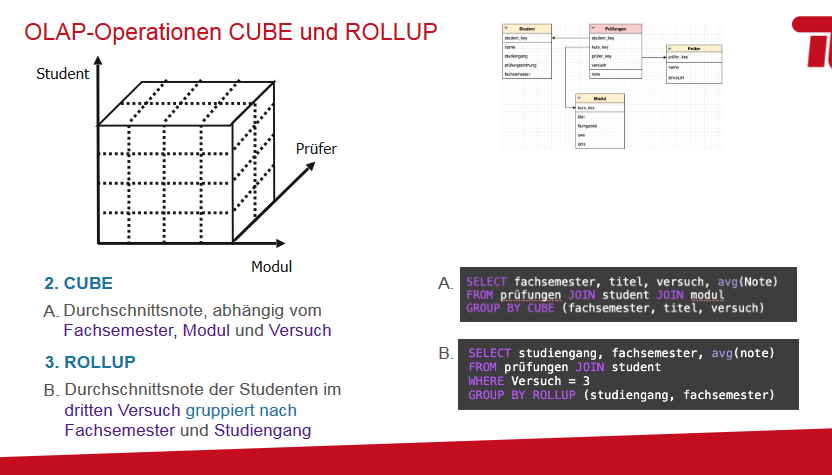 OLAP-Operationen CUBE und ROLLUP
Student
Prüfer
Modul
Student
student_key
name
studiengang
prüfungsordnung
fachsemester
Prüfungen
student_key
kurs_key
prüfer_key
versuch
note
Prüfer
prüfer_key
name
lehrstuhl
Modul
kurs_key
titel
fachgebiet
sws
ects
2. CUBE
A. Durchschnittsnote, abhängig vom
Fachsemester, Modul und Versuch
3. ROLLUP
B. Durchschnittsnote der Studenten im
dritten Versuch gruppiert nach
Fachsemester und Studiengang
A.
SELECT fachsemester, titel, versuch, avg(Note)
FROM prüfungen JOIN student JOIN modul
GROUP BY CUBE (fachsemester, titel, versuch)
B.
SELECT studiengang, fachsemester, avg(note)
FROM prüfungen JOIN student
WHERE Versuch = 3
GROUP BY ROLLUP (studiengang, fachsemester)